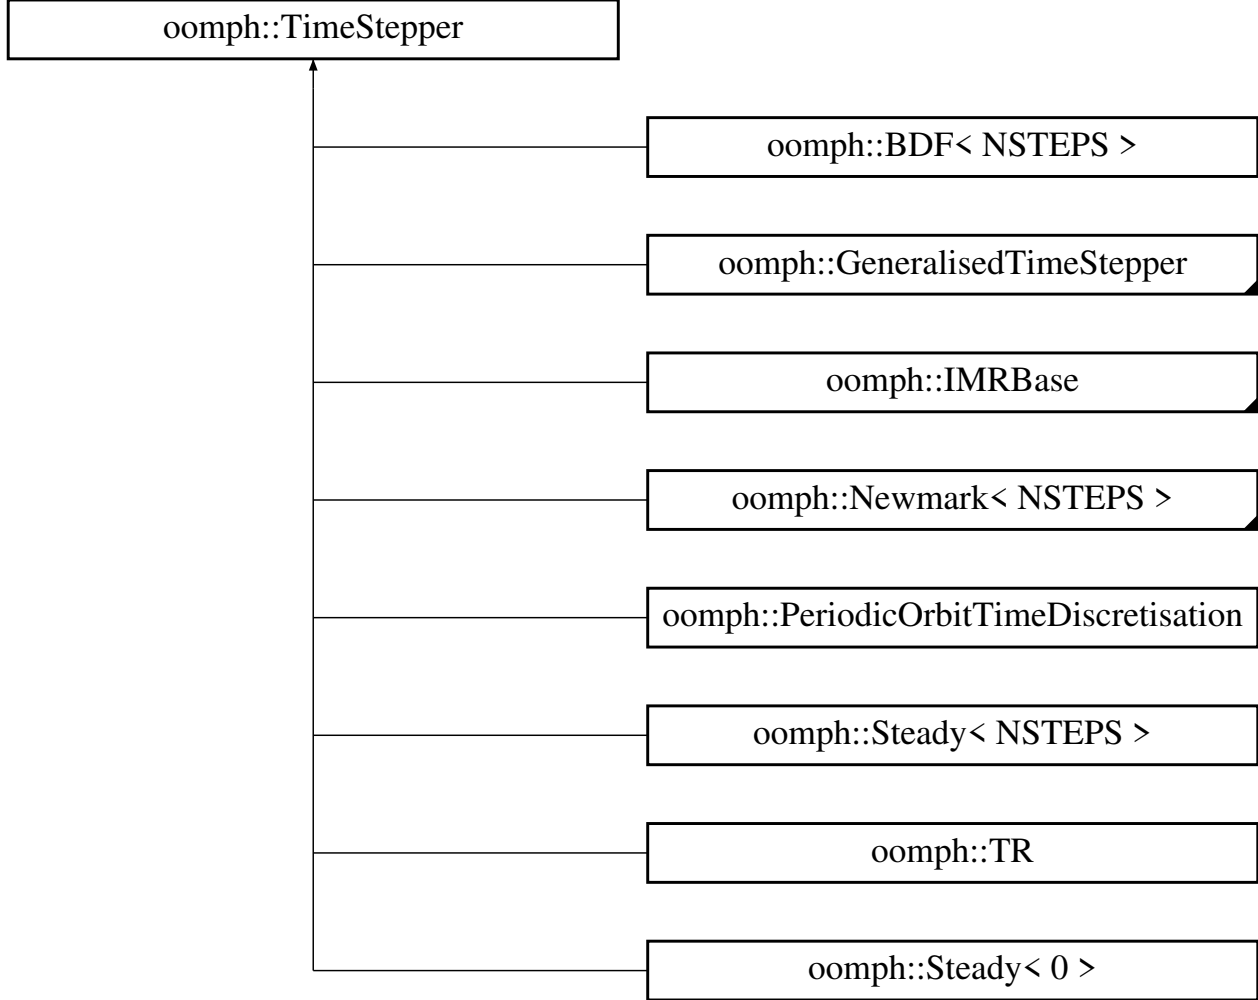 oomph::TimeStepper
oomph::BDF< NSTEPS >
oomph::GeneralisedTimeStepper
oomph::IMRBase
oomph::Newmark< NSTEPS >
oomph::PeriodicOrbitTimeDiscretisation
oomph::Steady< NSTEPS >
oomph::TR
oomph::Steady< 0 >